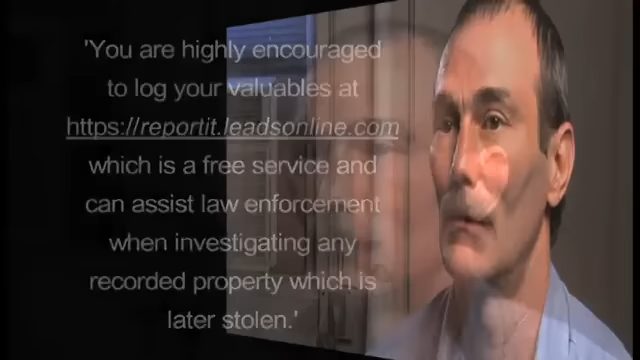 'You are highly encouraged
to log your valuables at
https://reportit.leadsonline.com
which is a free service and
can assist law enforcement
when investigating any
recorded property which is
later stolen.'